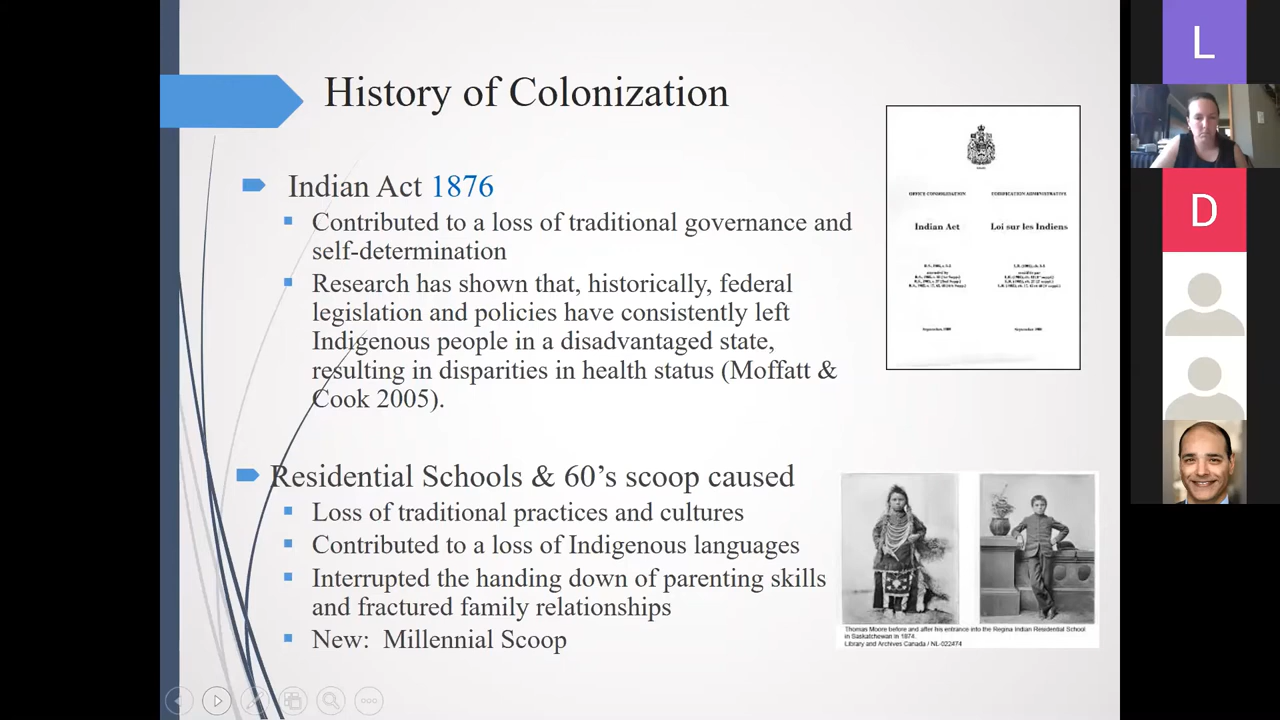 History of Colonization
Indian Act 1876
Contributed to a loss of traditional governance and
self-determination
Research has shown that, historically, federal
legislation and policies have consistently left
Indigenous people in a disadvantaged state,
resulting in disparities in health status (Moffatt &
Cook 2005).
Residential Schools & 60’s scoop caused
Loss of traditional practices and cultures
Contributed to a loss of Indigenous languages
Interrupted the handing down of parenting skills
and fractured family relationships
New: Millennial Scoop
OFFICE CONSOLIDATION
CODIFICATION ADMINISTRATIVE
Indian Act
Loi sur les Indiens
Thomas Moore before and after his entrance into the Regina Indian Residential School
in Saskatchewan in 1874.
Library and Archives Canada / NL-022474
L
D